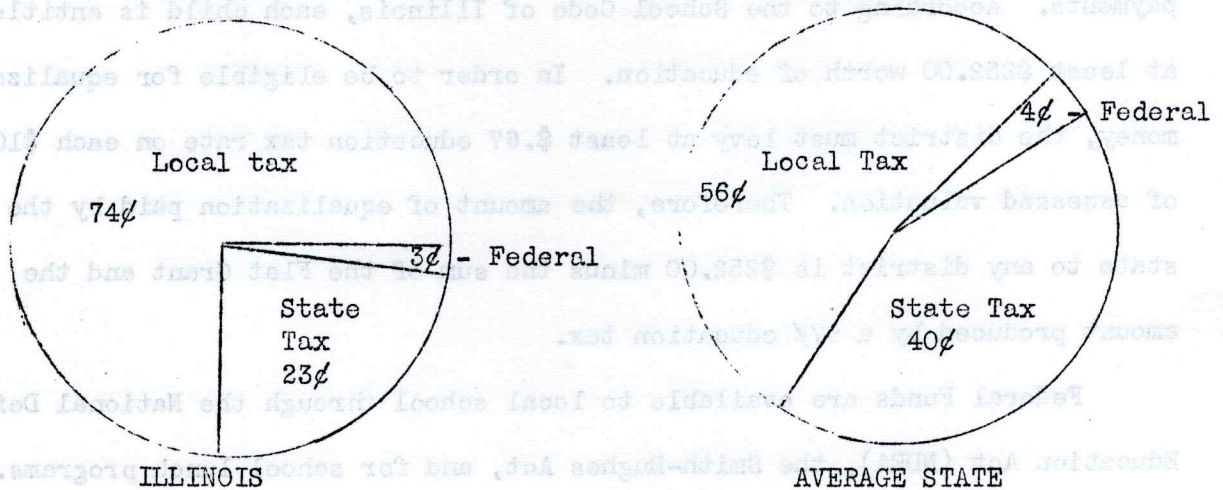 Local tax
74¢
3¢ - Federal
State
Tax
23¢
ILLINOIS
4¢ - Federal
Local Tax
56¢
State Tax
40¢
AVERAGE STATE